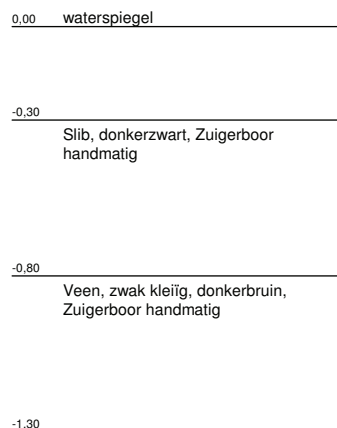 0,00 waterspiegel
-0,30
Slib, donkerzwart, Zuigerboor
handmatig
-0,80
Veen, zwak kleiïg, donkerbruin,
Zuigerboor handmatig
-1,30